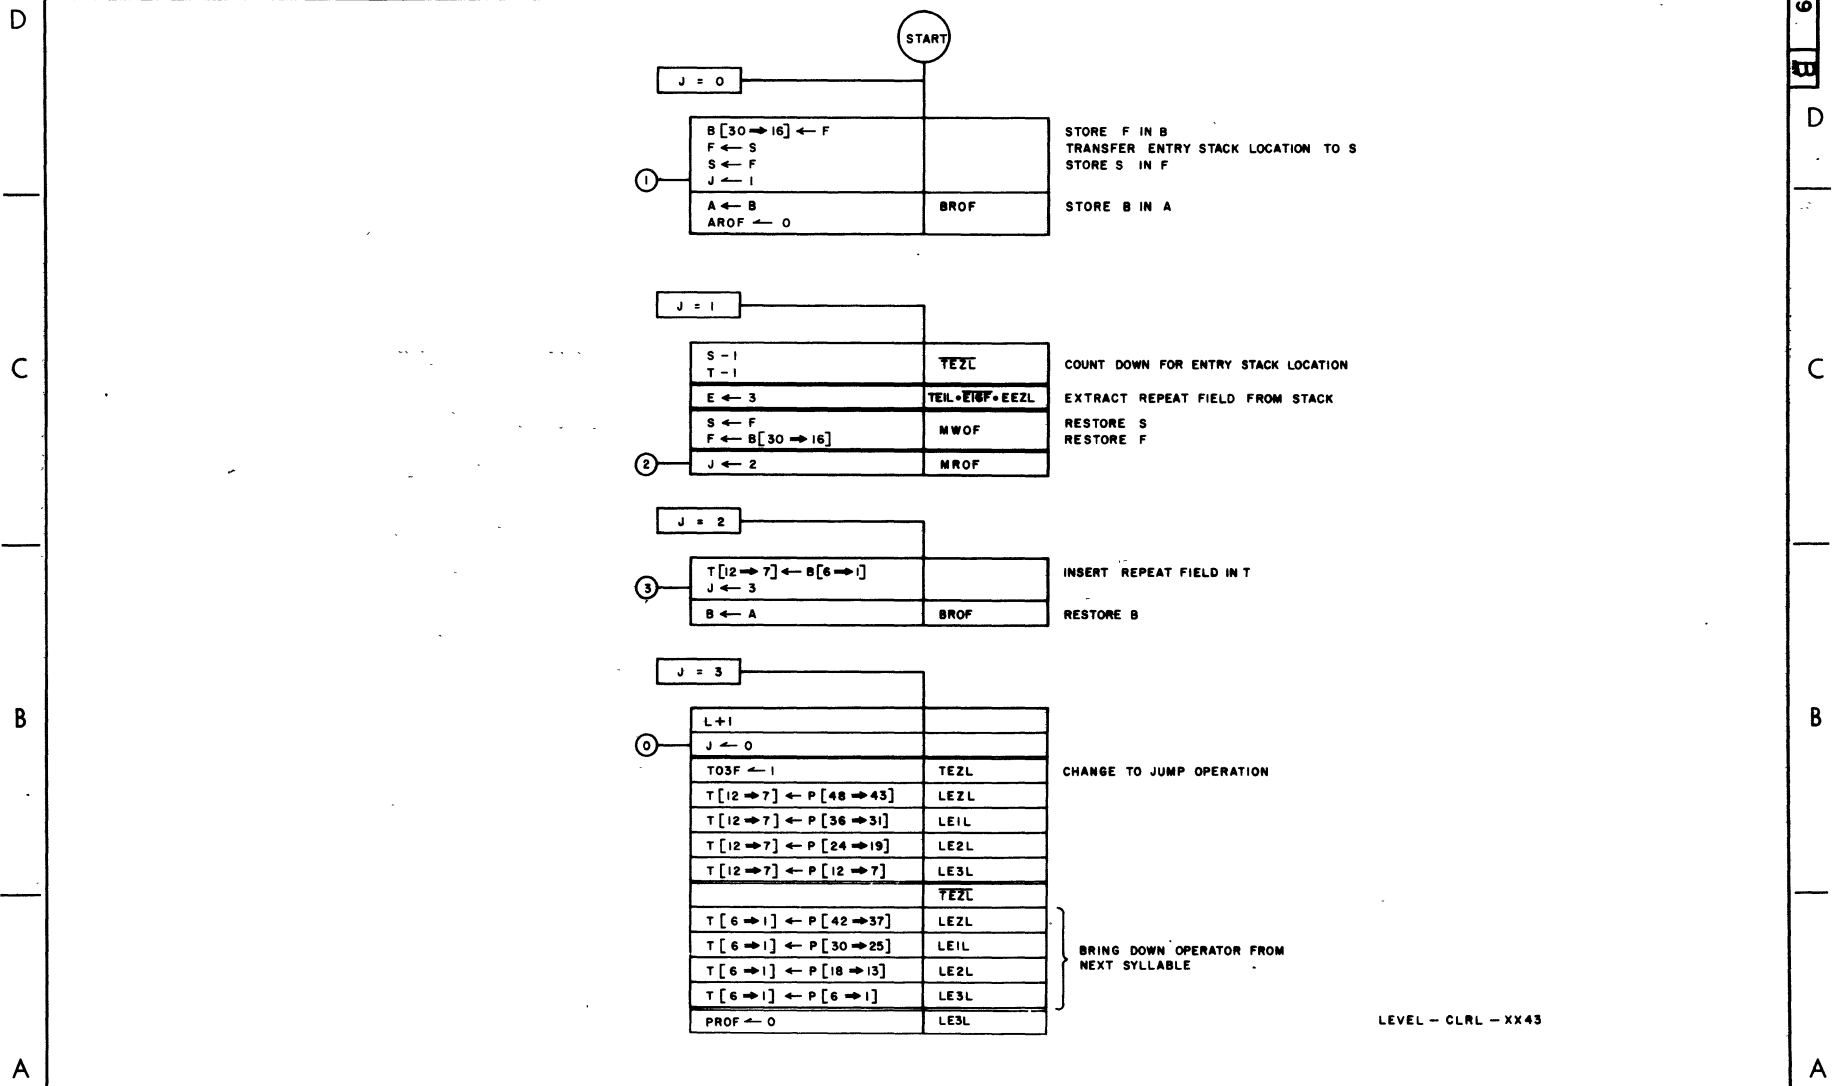 D
9
B
START
J = 0
D
B[30➡16] ← F
STORE F IN B
F ← S
TRANSFER ENTRY STACK LOCATION TO S
S ← F
STORE S IN F
1
J ← 1
A ← B
BROF
STORE B IN A
AROF ← 0
J = 1
C
S - 1
T - 1
T̅E̅Z̅L̅
COUNT DOWN FOR ENTRY STACK LOCATION
C
E ← 3
TEIL•E̅I̅6̅F̅•EEZL
EXTRACT REPEAT FIELD FROM STACK
S ← F
RESTORE S
F ← B[30 ➡ 16]
MWOF
RESTORE F
2
J ← 2
MROF
J = 2
T[12➡7] ← B[6➡1]
INSERT REPEAT FIELD IN T
3
J ← 3
B ← A
BROF
RESTORE B
J = 3
B
L+1
B
0
J ← 0
T03F ← 1
TEZL
CHANGE TO JUMP OPERATION
T[12➡7] ← P[48➡43]
LEZL
T[12➡7] ← P[36➡31]
LE1L
T[12➡7] ← P[24➡19]
LE2L
T[12➡7] ← P[12➡7]
LE3L
T̅E̅Z̅L̅
T[6➡1] ← P[42➡37]
LEZL
T[6➡1] ← P[30➡25]
LE1L
BRING DOWN OPERATOR FROM
NEXT SYLLABLE
T[6➡1] ← P[18➡13]
LE2L
T[6➡1] ← P[6➡1]
LE3L
PROF ← 0
LE3L
LEVEL - CLRL - XX43
A
A